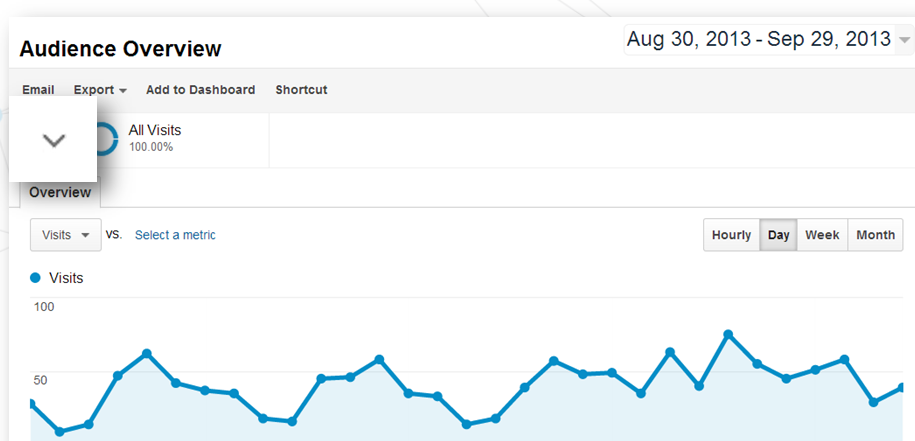 Audience Overview
Aug 30, 2013 - Sep 29, 2013
Email Export Add to Dashboard Shortcut
All Visits
100.00%
Overview
Visits vs. Select a metric Hourly Day Week Month
Visits
100
50